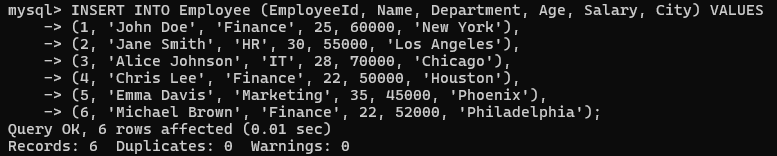 mysql> INSERT INTO Employee (EmployeeId, Name, Department, Age, Salary, City) VALUES
    -> (1, 'John Doe', 'Finance', 25, 60000, 'New York'),
    -> (2, 'Jane Smith', 'HR', 30, 55000, 'Los Angeles'),
    -> (3, 'Alice Johnson', 'IT', 28, 70000, 'Chicago'),
    -> (4, 'Chris Lee', 'Finance', 22, 50000, 'Houston'),
    -> (5, 'Emma Davis', 'Marketing', 35, 45000, 'Phoenix'),
    -> (6, 'Michael Brown', 'Finance', 22, 52000, 'Philadelphia');
Query OK, 6 rows affected (0.01 sec)
Records: 6  Duplicates: 0  Warnings: 0